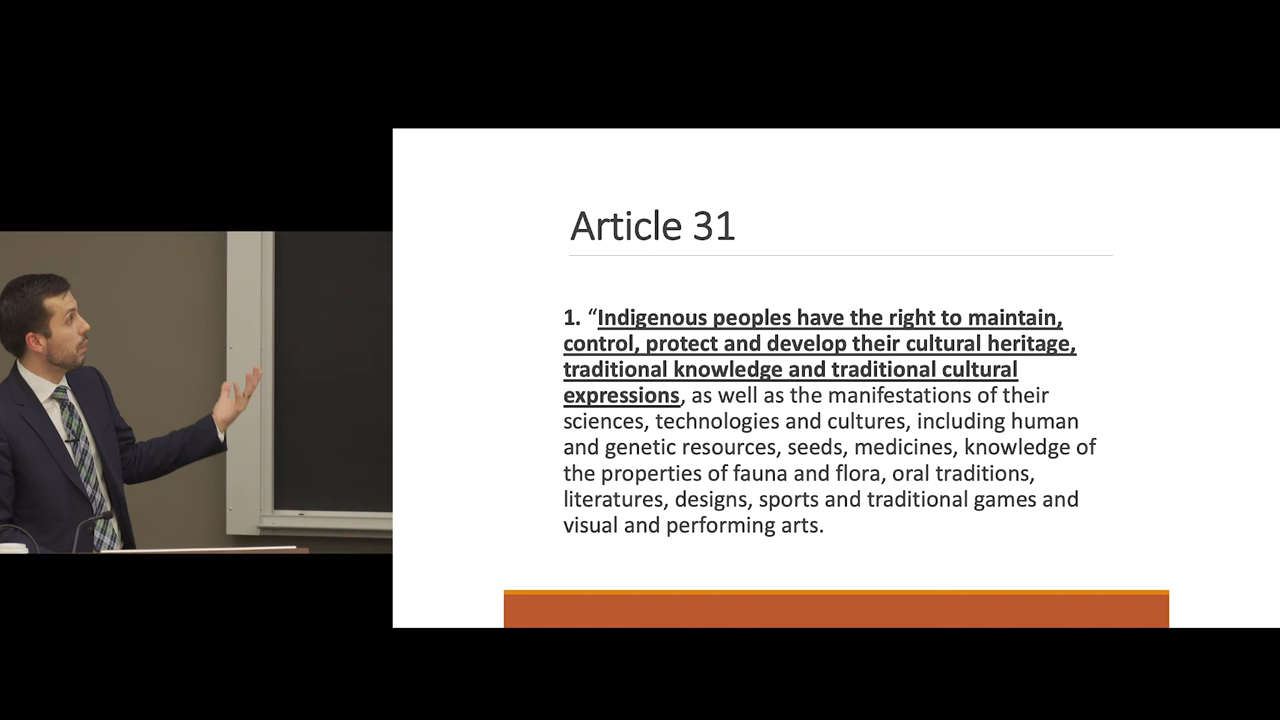 Article 31
1. “Indigenous peoples have the right to maintain,
control, protect and develop their cultural heritage,
traditional knowledge and traditional cultural
expressions, as well as the manifestations of their
sciences, technologies and cultures, including human
and genetic resources, seeds, medicines, knowledge of
the properties of fauna and flora, oral traditions,
literatures, designs, sports and traditional games and
visual and performing arts.